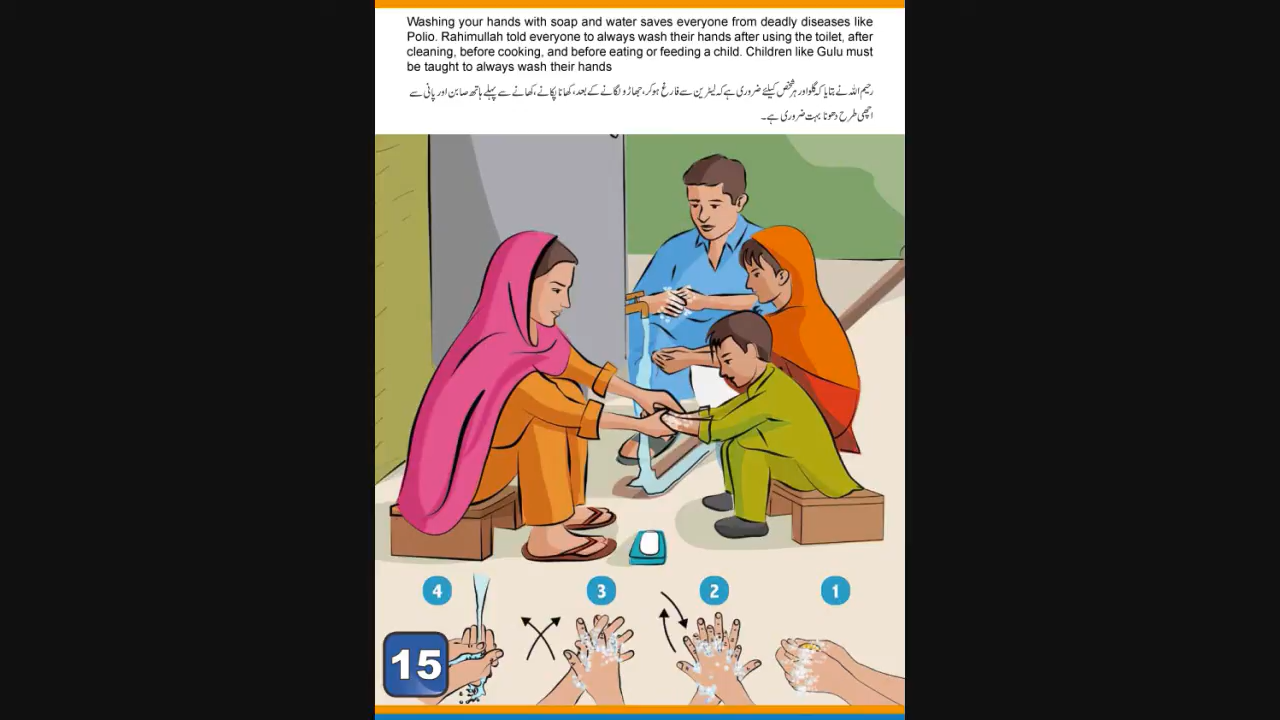 Washing your hands with soap and water saves everyone from deadly diseases like
Polio. Rahimullah told everyone to always wash their hands after using the toilet, after
cleaning, before cooking, and before eating or feeding a child. Children like Gulu must
be taught to always wash their hands
رحیم اللہ نے بتایا کہ گلو اور ہر شخص کیلئے ضروری ہے کہ لیٹرین سے فارغ ہوکر، جھاڑو لگانے کے بعد، کھانا پکانے، کھانے سے پہلے ہاتھ صابن اور پانی سے
اچھی طرح دھونا بہت ضروری ہے۔
4 3 2 1
15